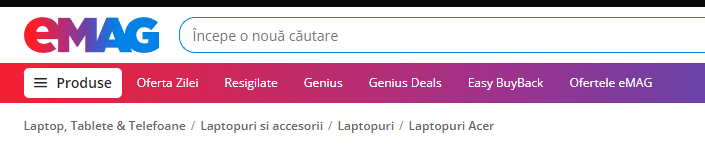 eMAG
Începe o nouă căutare
Produse Oferta Zilei Resigilate Genius Genius Deals Easy BuyBack Ofertele eMAG
Laptop, Tablete & Telefoane / Laptopuri si accesorii / Laptopuri / Laptopuri Acer